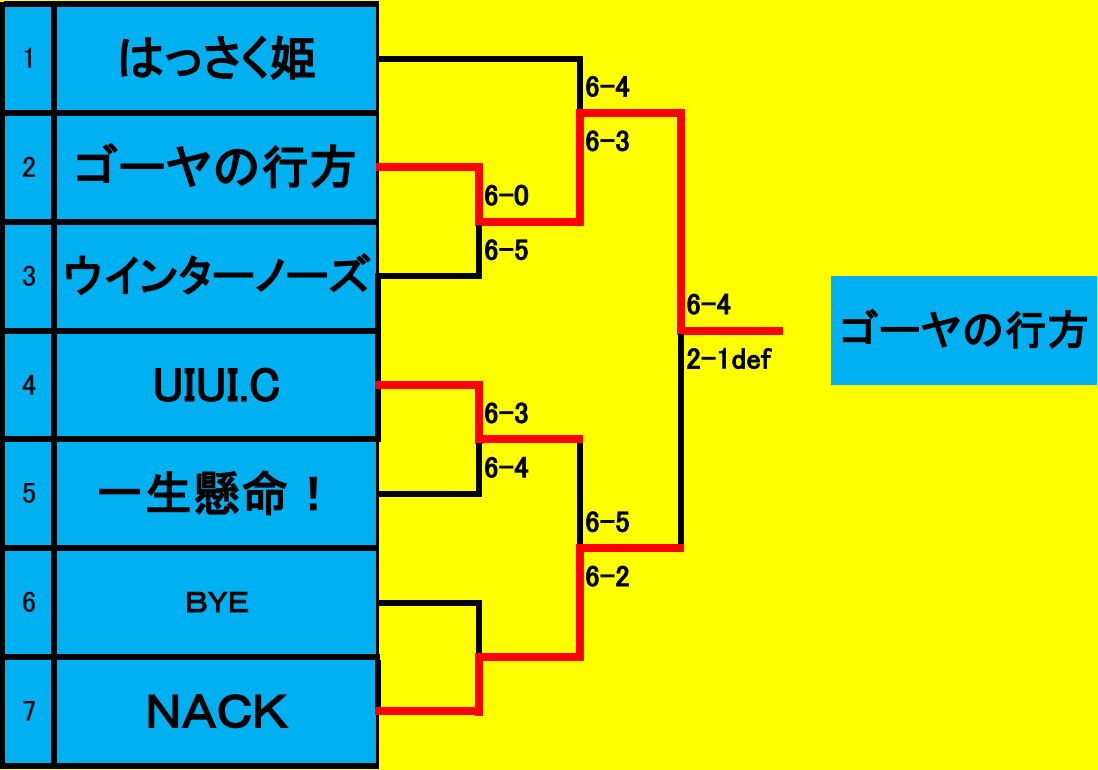 1 はっさく姫
6-4
6-3
2 ゴーヤの行方
6-0
6-5
3 ウインターノーズ
6-4
2-1def
ゴーヤの行方
4 UIUI.C
6-3
6-4
5 一生懸命！
6-5
6-2
6 BYE
7 NACK